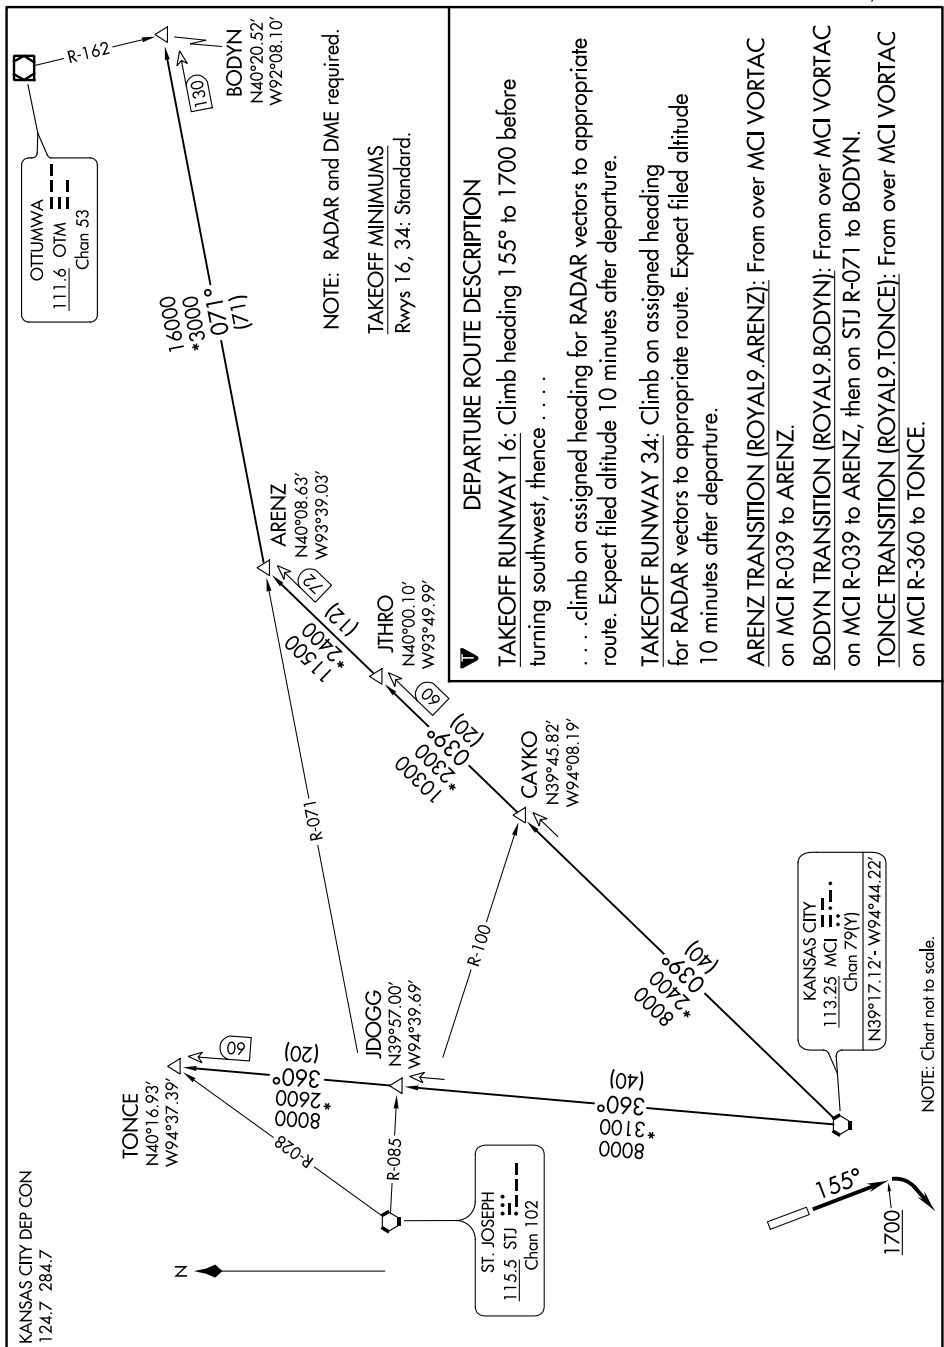 KANSAS CITY DEP CON
124.7 284.7
N
TONCE
N40°16.93'
W94°37.39'
60
R-028
(20)
360°
*2600
8000
ST. JOSEPH
115.5 STJ
Chan 102
R-085
JDOGG
N39°57.00'
W94°39.69'
R-071
R-100
(40)
360°
*3100
8000
155°
1700
KANSAS CITY
113.25 MCI
Chan 79(Y)
N39°17.12'- W94°44.22'
NOTE: Chart not to scale.
8000
*2400
039°
(40)
CAYKO
N39°45.82'
W94°08.19'
10300
*2300
039°
(20)
60
JTHRO
N40°00.10'
W93°49.99'
11500
*2400
(12)
72
ARENZ
N40°08.63'
W93°39.03'
16000
*3000
071°
(71)
OTTUMWA
111.6 OTM
Chan 53
R-162
130
BODYN
N40°20.52'
W92°08.10'
NOTE: RADAR and DME required.
TAKEOFF MINIMUMS
Rwys 16, 34: Standard.
T
DEPARTURE ROUTE DESCRIPTION
TAKEOFF RUNWAY 16: Climb heading 155° to 1700 before
turning southwest, thence . . . .
. . . .climb on assigned heading for RADAR vectors to appropriate
route. Expect filed altitude 10 minutes after departure.
TAKEOFF RUNWAY 34: Climb on assigned heading
for RADAR vectors to appropriate route. Expect filed altitude
10 minutes after departure.
ARENZ TRANSITION (ROYAL9.ARENZ): From over MCI VORTAC
on MCI R-039 to ARENZ.
BODYN TRANSITION (ROYAL9.BODYN): From over MCI VORTAC
on MCI R-039 to ARENZ, then on STJ R-071 to BODYN.
TONCE TRANSITION (ROYAL9.TONCE): From over MCI VORTAC
on MCI R-360 to TONCE.